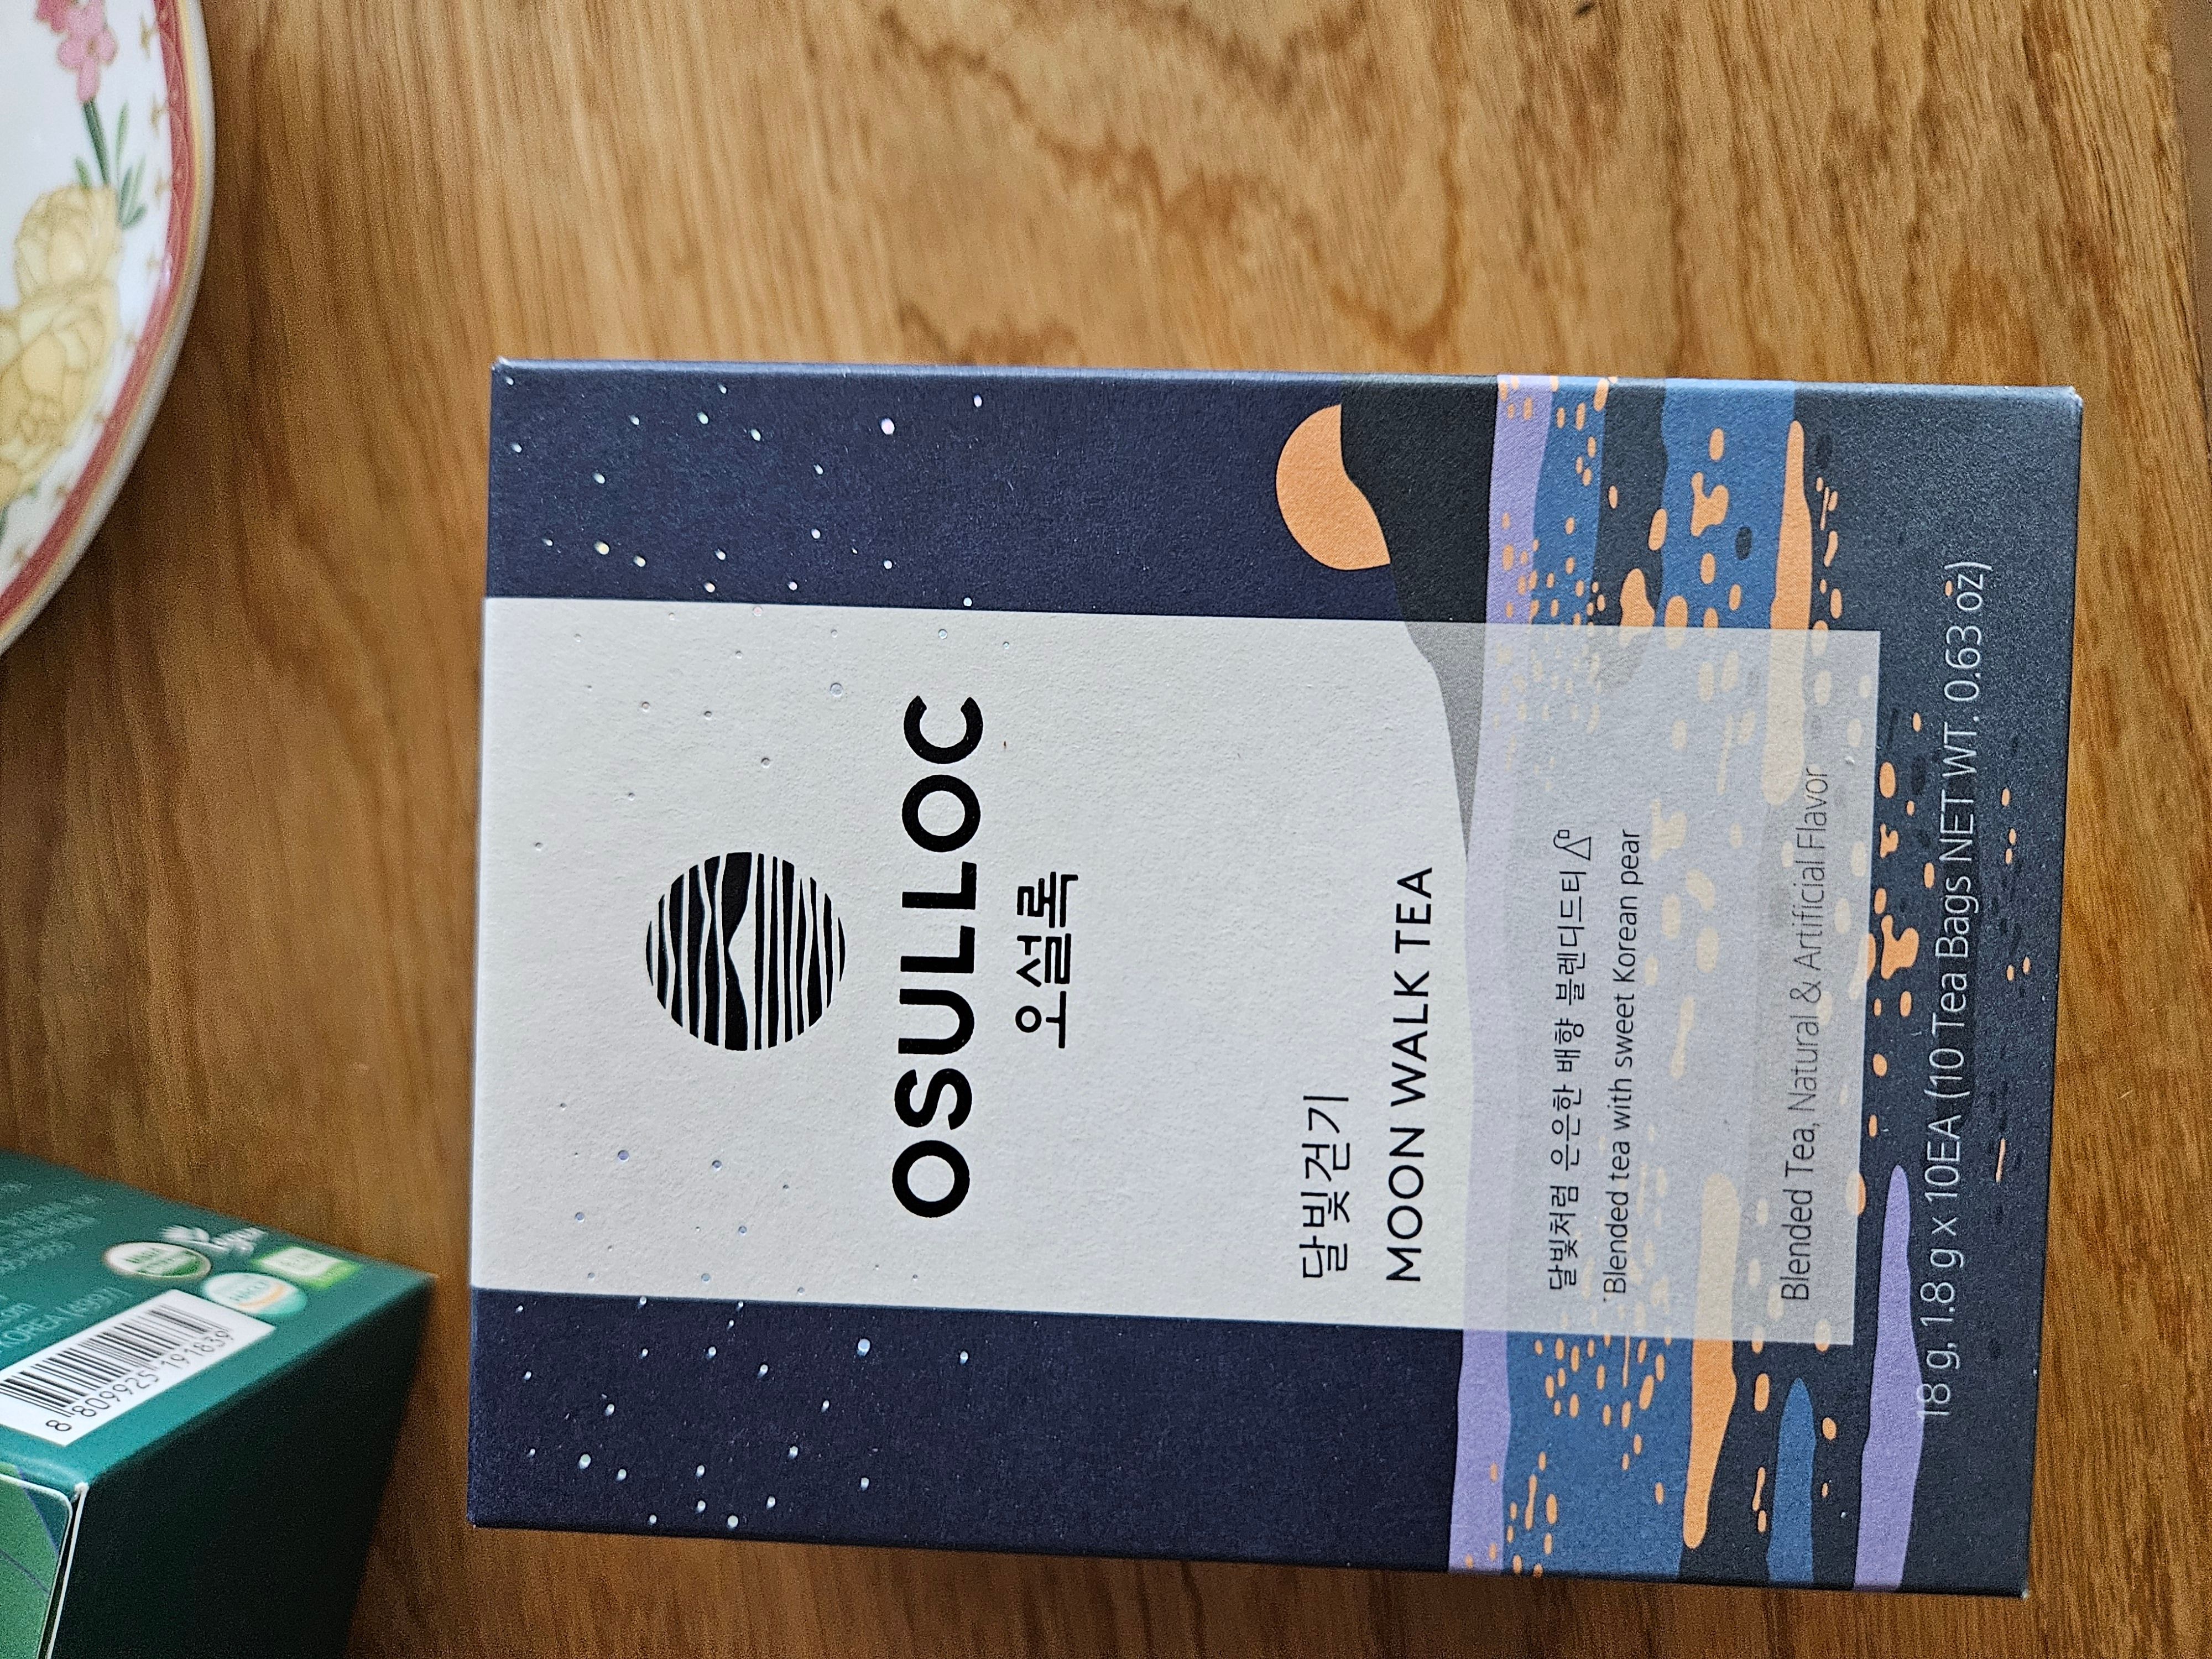 OSULLOC
오설록
달빛걷기
MOON WALK TEA
달빛처럼 은은한 배향 블렌디드티
Blended tea with sweet Korean pear
Blended Tea, Natural & Artificial Flavor
18 g, 1.8 g x 10EA (10 Tea Bags NET WT. 0.63 oz)
KOREA
8 809925 191839
Vegan